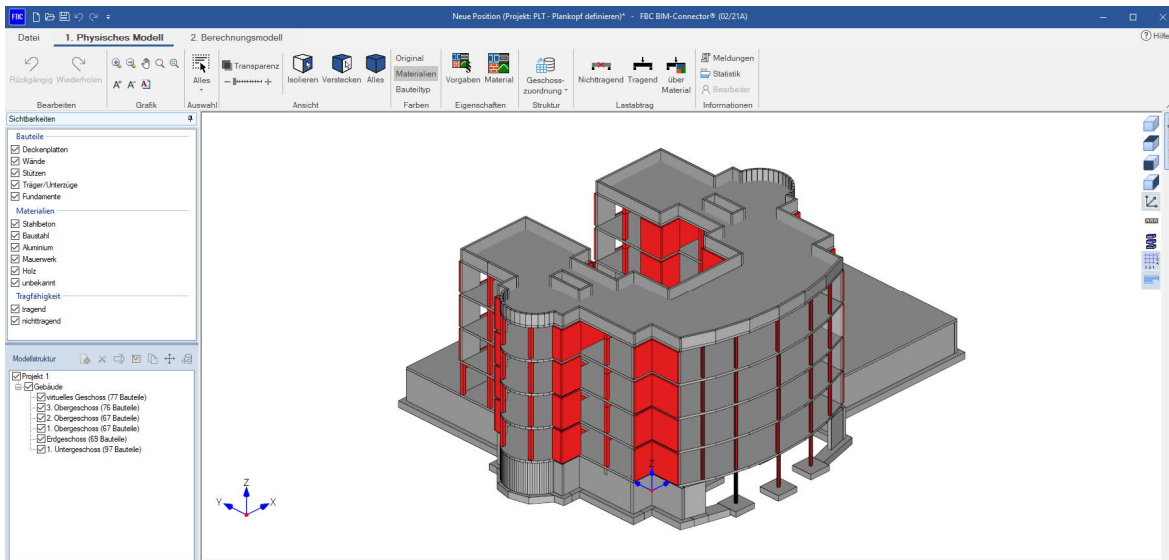 FBC
Neue Position (Projekt: PLT - Plankopf definieren)* - FBC BIM-Connector® (02/21A)
Datei 1. Physisches Modell 2. Berechnungsmodell Hilfe
Rückgängig Wiederholen
Bearbeiten
A+ A- A
Grafik
Alles
Auswahl
Transparenz
Isolieren Verstecken Alles
Ansicht
Original
Materialien
Bauteiltyp
Farben
Vorgaben Material
Eigenschaften
Geschoss-
zuordnung
Struktur
Nichttragend Tragend über
Material
Lastabtrag
Meldungen
Statistik
Bearbeiter
Informationen
Sichtbarkeiten
Bauteile
Deckenplatten
Wände
Stützen
Träger/Unterzüge
Fundamente
Materialien
Stahlbeton
Baustahl
Aluminium
Mauerwerk
Holz
unbekannt
Tragfähigkeit
tragend
nichttragend
Modellstruktur
Projekt 1
Gebäude
virtuelles Geschoss (77 Bauteile)
3. Obergeschoss (76 Bauteile)
2. Obergeschoss (67 Bauteile)
1. Obergeschoss (67 Bauteile)
Erdgeschoss (69 Bauteile)
1. Untergeschoss (97 Bauteile)
Z
Z
Y X